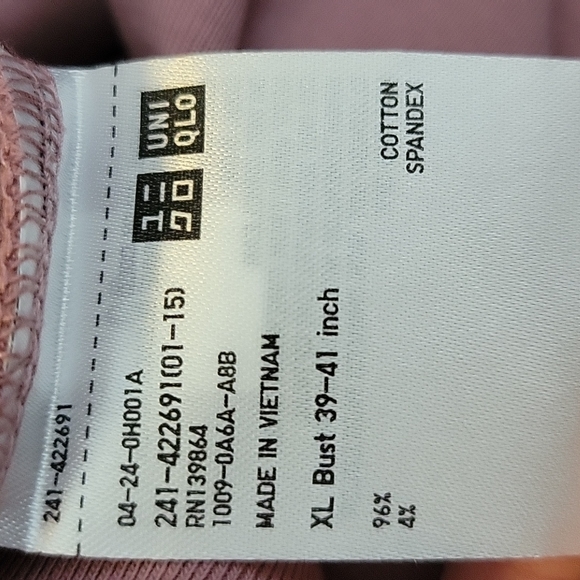 241-422691
UNI
QLO
ユニ
クロ
04-24-0H001A
241-422691(01-15)
RN139864
1009-0A6A-A8B
MADE IN VIETNAM
XL Bust 39-41 inch
96% COTTON
4% SPANDEX